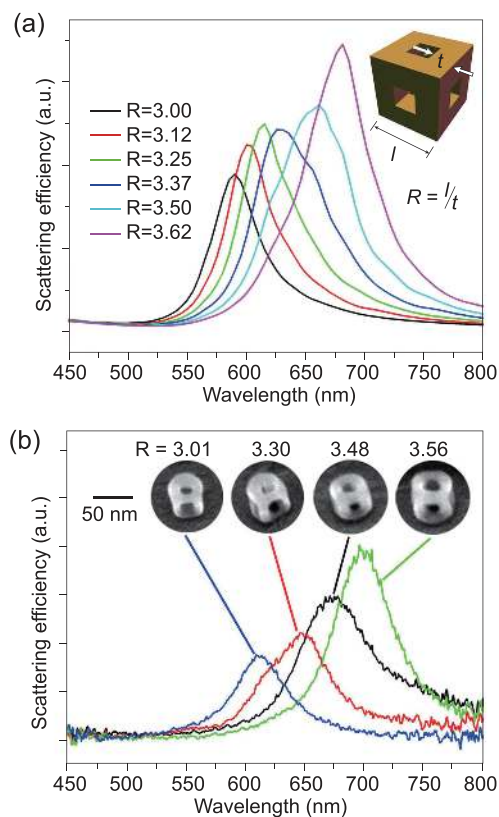 (a)
Scattering efficiency (a.u.)
R=3.00
R=3.12
R=3.25
R=3.37
R=3.50
R=3.62
t
l
R = l/t
450 500 550 600 650 700 750 800
Wavelength (nm)
(b)
Scattering efficiency (a.u.)
R = 3.01 3.30 3.48 3.56
50 nm
450 500 550 600 650 700 750 800
Wavelength (nm)